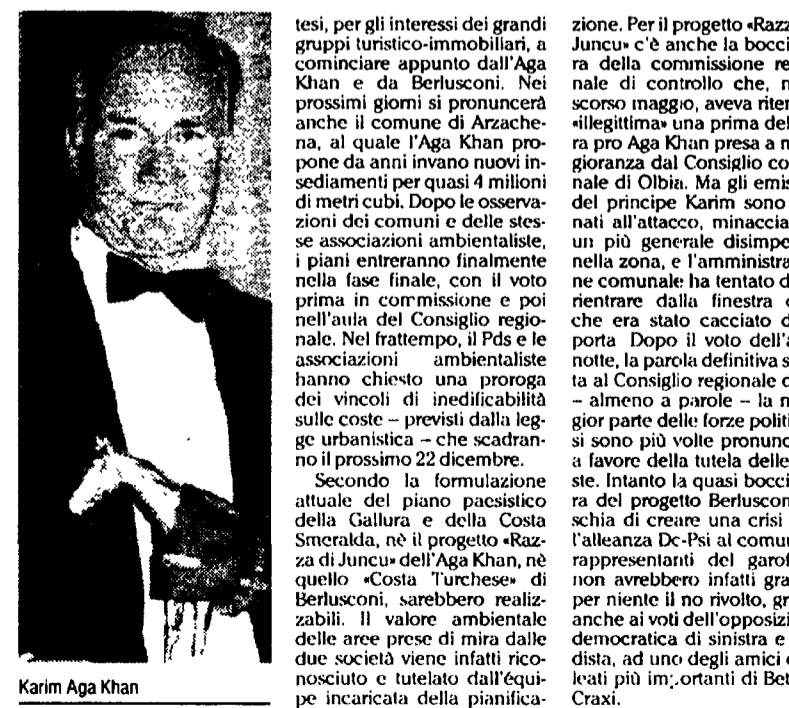 tesi, per gli interessi dei grandi
gruppi turistico-immobiliari, a
cominciare appunto dall'Aga
Khan e da Berlusconi. Nei
prossimi giorni si pronuncerà
anche il comune di Arzache-
na, al quale l'Aga Khan pro-
pone da anni invano nuovi in-
sediamenti per quasi 4 milioni
di metri cubi. Dopo le osserva-
zioni dei comuni e delle stes-
se associazioni ambientaliste,
i piani entreranno finalmente
nella fase finale, con il voto
prima in commissione e poi
nell'aula del Consiglio regio-
nale. Nel frattempo, il Pds e le
associazioni ambientaliste
hanno chiesto una proroga
dei vincoli di inedificabilità
sulle coste – previsti dalla leg-
ge urbanistica – che scadran-
no il prossimo 22 dicembre.
Secondo la formulazione
attuale del piano paesistico
della Gallura e della Costa
Smeralda, nè il progetto «Raz-
za di Juncu» dell'Aga Khan, nè
quello «Costa Turchese» di
Berlusconi, sarebbero realiz-
zabili. Il valore ambientale
delle aree prese di mira dalle
due società viene infatti rico-
nosciuto e tutelato dall'équi-
pe incaricata della pianifica-
zione. Per il progetto «Razz
Juncu» c'è anche la bocci
ra della commissione re
nale di controllo che, n
scorso maggio, aveva riten
«illegittima» una prima del
ra pro Aga Khan presa a m
gioranza dal Consiglio co
nale di Olbia. Ma gli emis
del principe Karim sono
nati all'attacco, minaccia
un più generale disimpe
nella zona, e l'amministra
ne comunale ha tentato d
rientrare dalla finestra
che era stato cacciato d
porta Dopo il voto dell'a
notte, la parola definitiva s
ta al Consiglio regionale
– almeno a parole – la m
gior parte delle forze politi
si sono più volte pronunc
a favore della tutela delle
ste. Intanto la quasi bocci
ra del progetto Berluscon
schia di creare una crisi
l'alleanza Dc-Psi al comu
rappresentanti del garof
non avrebbero infatti gra
per niente il no rivolto, gr
anche ai voti dell'opposizi
democratica di sinistra e
dista, ad uno degli amici
leati più importanti di Bet
Craxi.
Karim Aga Khan